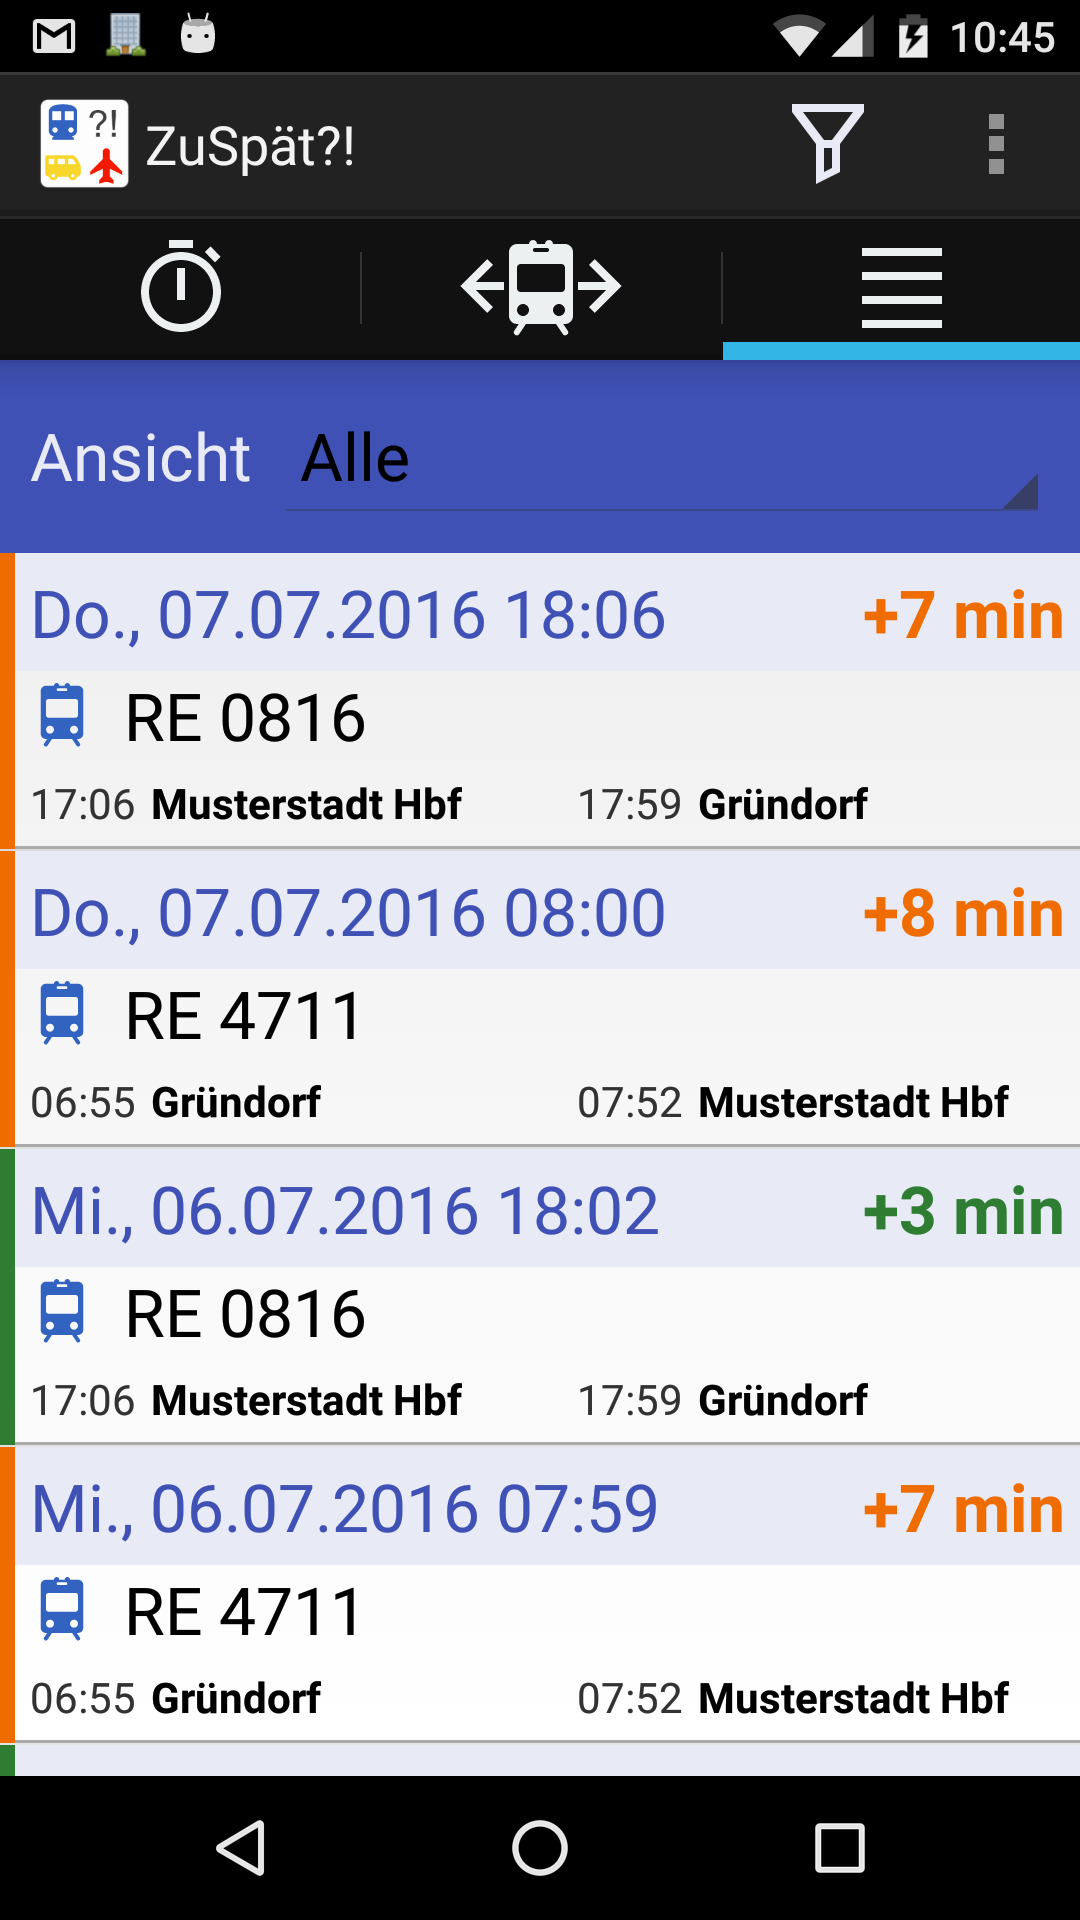 10:45
?! ZuSpät?!
Ansicht Alle
Do., 07.07.2016 18:06 +7 min
RE 0816
17:06 Musterstadt Hbf 17:59 Gründorf
Do., 07.07.2016 08:00 +8 min
RE 4711
06:55 Gründorf 07:52 Musterstadt Hbf
Mi., 06.07.2016 18:02 +3 min
RE 0816
17:06 Musterstadt Hbf 17:59 Gründorf
Mi., 06.07.2016 07:59 +7 min
RE 4711
06:55 Gründorf 07:52 Musterstadt Hbf